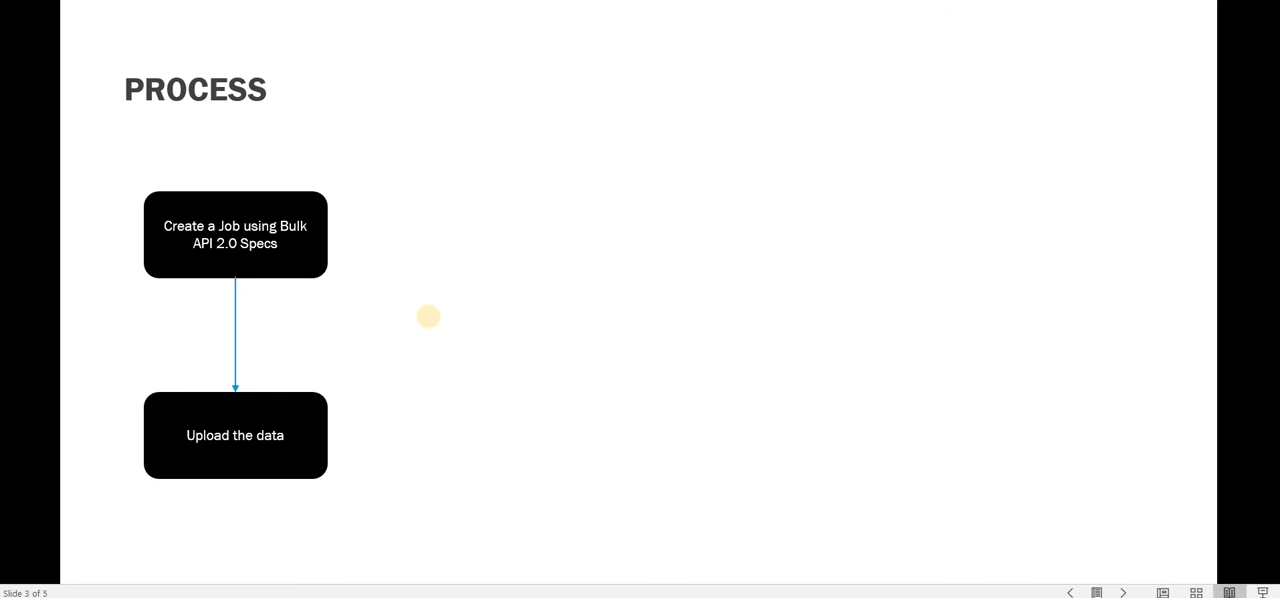 PROCESS
Create a Job using Bulk
API 2.0 Specs
Upload the data
Slide 3 of 5